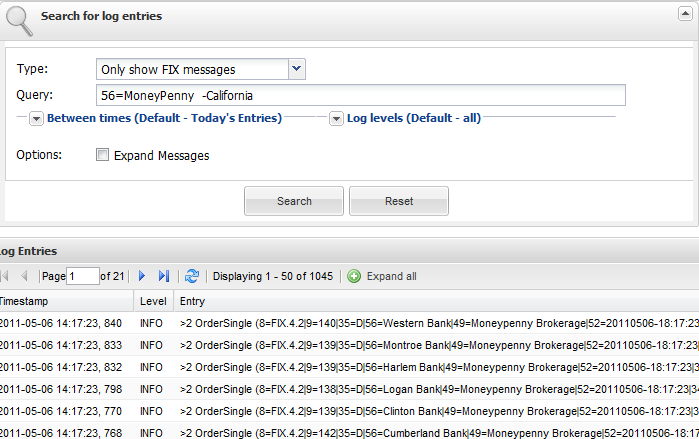 Search for log entries
Type: Only show FIX messages
Query: 56=MoneyPenny -California
Between times (Default - Today's Entries) Log levels (Default - all)
Options: Expand Messages
Search Reset
Log Entries
Page 1 of 21 Displaying 1 - 50 of 1045 Expand all
Timestamp Level Entry
2011-05-06 14:17:23, 840 INFO >2 OrderSingle (8=FIX.4.2|9=140|35=D|56=Western Bank|49=Moneypenny Brokerage|52=20110506-18:17:23
2011-05-06 14:17:23, 833 INFO >2 OrderSingle (8=FIX.4.2|9=139|35=D|56=Montroe Bank|49=Moneypenny Brokerage|52=20110506-18:17:23
2011-05-06 14:17:23, 832 INFO >2 OrderSingle (8=FIX.4.2|9=139|35=D|56=Harlem Bank|49=Moneypenny Brokerage|52=20110506-18:17:23|
2011-05-06 14:17:23, 798 INFO >2 OrderSingle (8=FIX.4.2|9=138|35=D|56=Logan Bank|49=Moneypenny Brokerage|52=20110506-18:17:23|34
2011-05-06 14:17:23, 770 INFO >2 OrderSingle (8=FIX.4.2|9=139|35=D|56=Clinton Bank|49=Moneypenny Brokerage|52=20110506-18:17:23|3
2011-05-06 14:17:23, 768 INFO >2 OrderSingle (8=FIX.4.2|9=142|35=D|56=Cumberland Bank|49=Moneypenny Brokerage|52=20110506-18:17